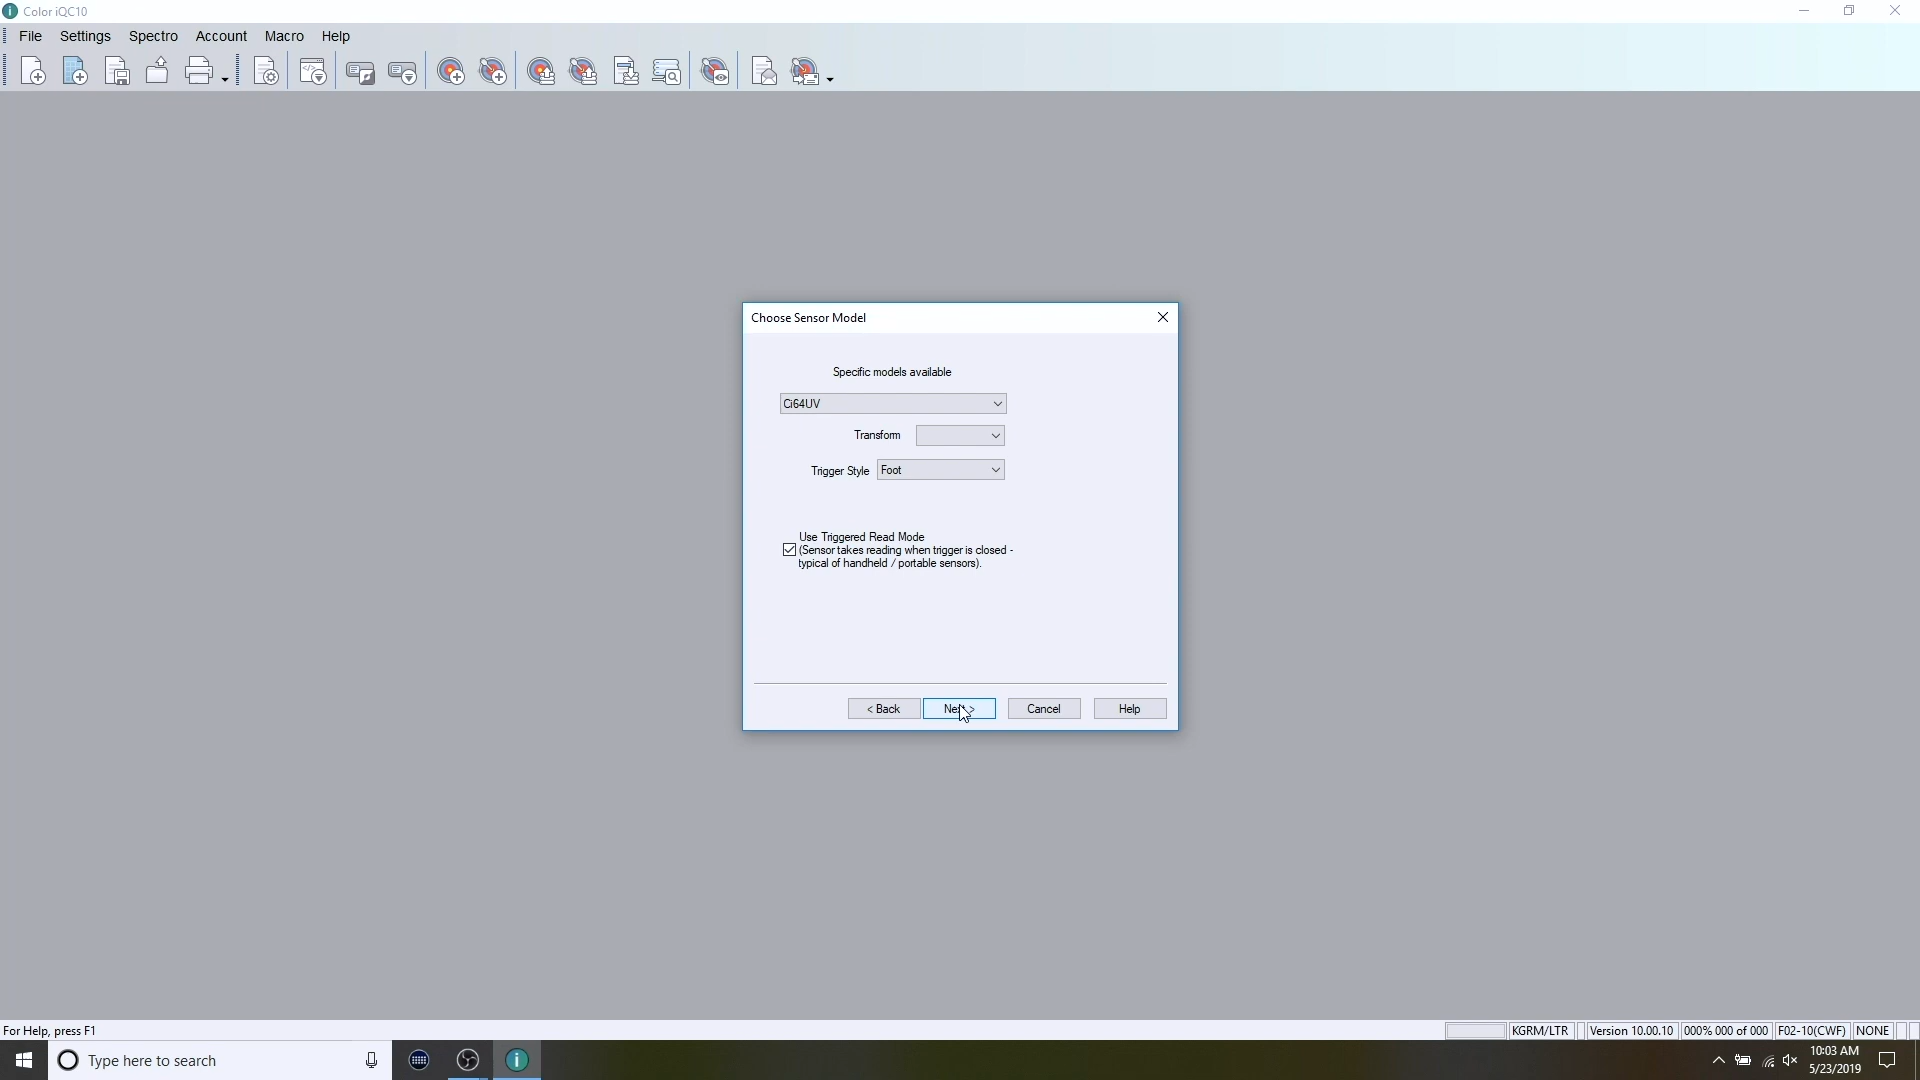 Color iQC10
File Settings Spectro Account Macro Help
Choose Sensor Model
Specific models available
Ci64UV
Transform
Trigger Style Foot
Use Triggered Read Mode
(Sensor takes reading when trigger is closed -
typical of handheld / portable sensors).
< Back Next > Cancel Help
For Help, press F1
KGRM/LTR Version 10.00.10 000% 000 of 000 F02-10(CWF) NONE
Type here to search
10:03 AM
5/23/2019